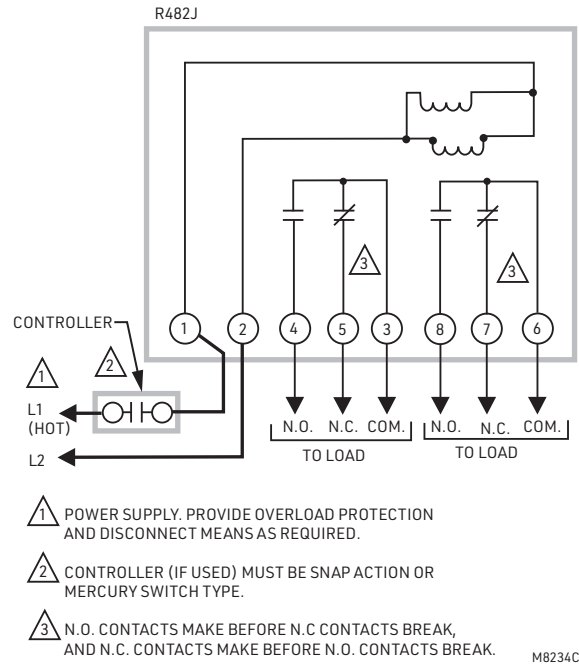 R482J
3
3
1
2
4
5
3
8
7
6
CONTROLLER
1
2
L1
(HOT)
L2
N.O.
N.C.
COM.
N.O.
N.C.
COM.
TO LOAD
TO LOAD
1 POWER SUPPLY. PROVIDE OVERLOAD PROTECTION
AND DISCONNECT MEANS AS REQUIRED.
2 CONTROLLER (IF USED) MUST BE SNAP ACTION OR
MERCURY SWITCH TYPE.
3 N.O. CONTACTS MAKE BEFORE N.C CONTACTS BREAK,
AND N.C. CONTACTS MAKE BEFORE N.O. CONTACTS BREAK.
M8234C